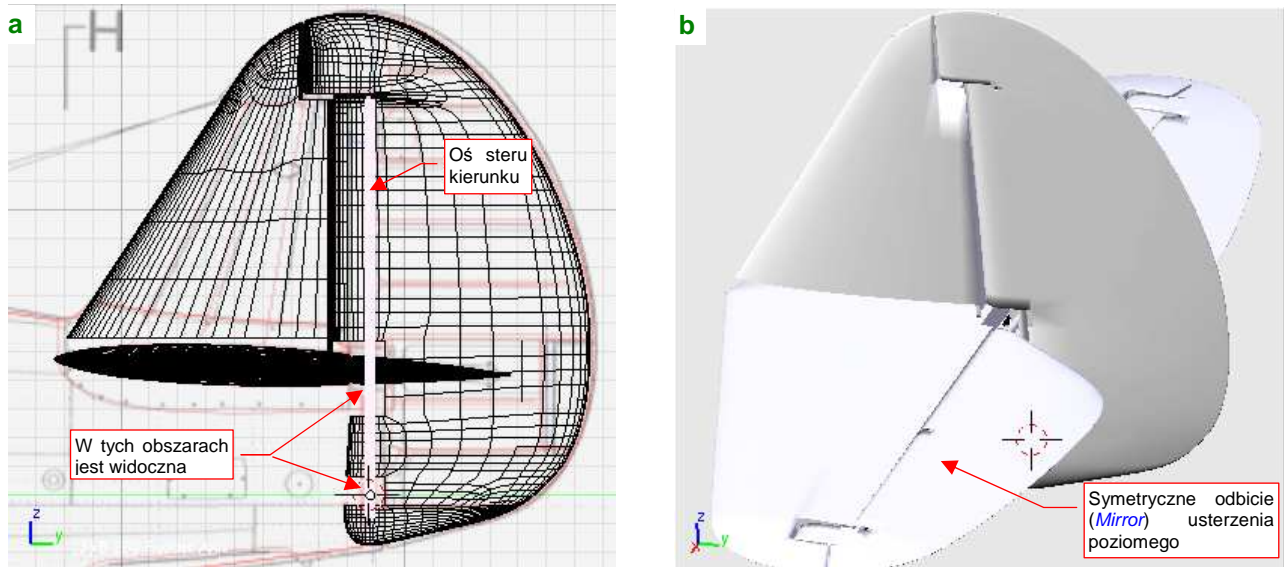 a
b
H
Oś steru
kierunku
W tych obszarach
jest widoczna
Symetryczne odbicie
(Mirror) usterzenia
poziomego
z
y
z
x
y